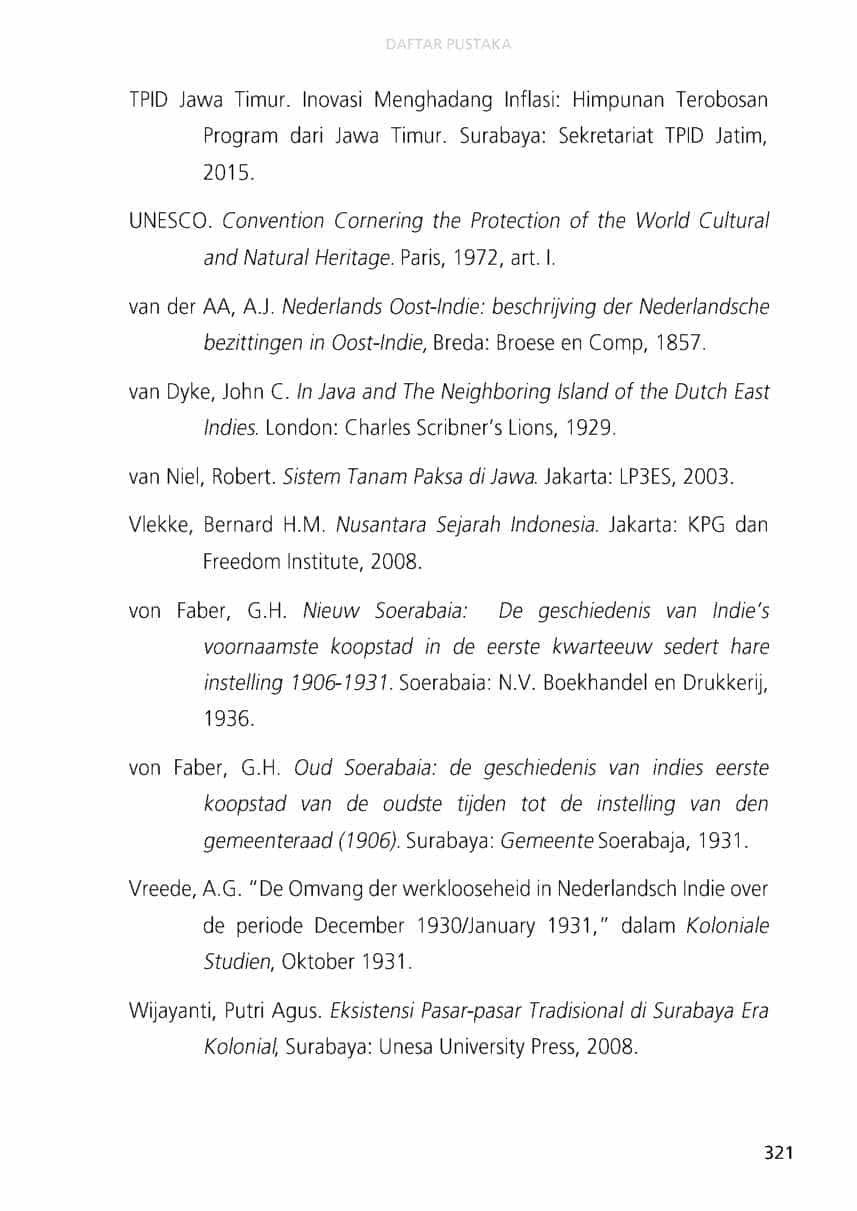 DAFTAR PUSTAKA
TPID Jawa Timur. Inovasi Menghadang Inflasi: Himpunan Terobosan
Program dari Jawa Timur. Surabaya: Sekretariat TPID Jatim,
2015.
UNESCO. Convention Cornering the Protection of the World Cultural
and Natural Heritage. Paris, 1972, art. I.
van der AA, A.J. Nederlands Oost-Indie: beschrijving der Nederlandsche
bezittingen in Oost-Indie, Breda: Broese en Comp, 1857.
van Dyke, John C. In Java and The Neighboring Island of the Dutch East
Indies. London: Charles Scribner's Lions, 1929.
van Niel, Robert. Sistem Tanam Paksa di Jawa. Jakarta: LP3ES, 2003.
Vlekke, Bernard H.M. Nusantara Sejarah Indonesia. Jakarta: KPG dan
Freedom Institute, 2008.
von Faber, G.H. Nieuw Soerabaia: De geschiedenis van Indie's
voornaamste koopstad in de eerste kwarteeuw sedert hare
instelling 1906-1931. Soerabaia: N.V. Boekhandel en Drukkerij,
1936.
von Faber, G.H. Oud Soerabaia: de geschiedenis van indies eerste
koopstad van de oudste tijden tot de instelling van den
gemeenteraad (1906). Surabaya: Gemeente Soerabaja, 1931.
Vreede, A.G. "De Omvang der werklooseheid in Nederlandsch Indie over
de periode December 1930/January 1931," dalam Koloniale
Studien, Oktober 1931.
Wijayanti, Putri Agus. Eksistensi Pasar-pasar Tradisional di Surabaya Era
Kolonial, Surabaya: Unesa University Press, 2008.
321